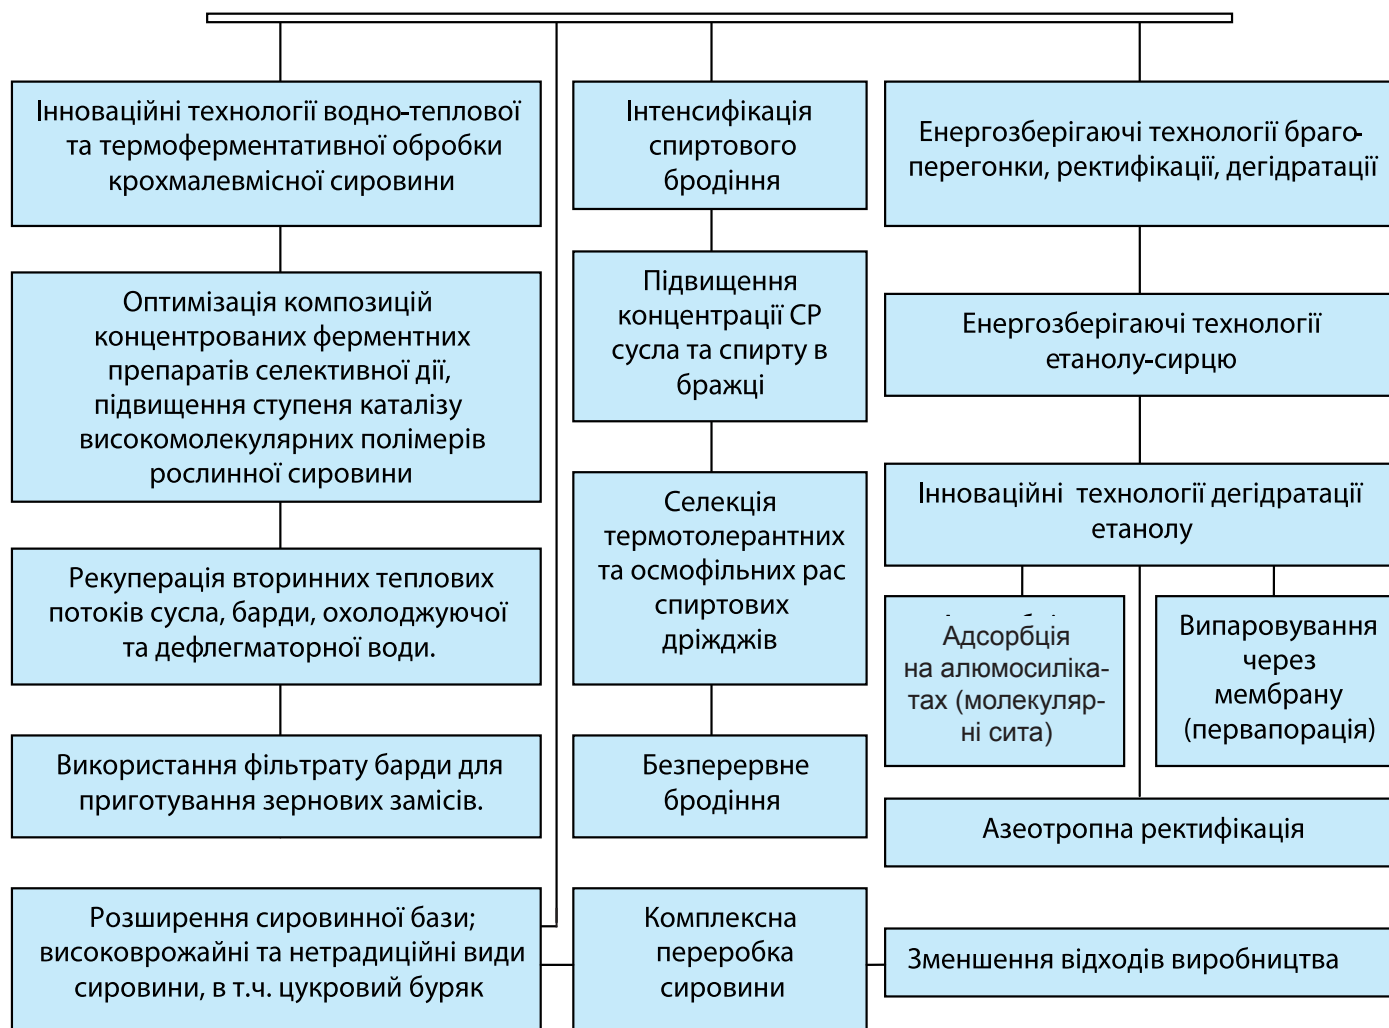 Інноваційні технології водно-теплової
та термоферментативної обробки
крохмалевмісної сировини
Оптимізація композицій
концентрованих ферментних
препаратів селективної дії,
підвищення ступеня каталізу
високомолекулярних полімерів
рослинної сировини
Рекуперація вторинних теплових
потоків сусла, барди, охолоджуючої
та дефлегматорної води.
Використання фільтрату барди для
приготування зернових замісів.
Розширення сировинної бази;
високоврожайні та нетрадиційні види
сировини, в т.ч. цукровий буряк
Інтенсифікація
спиртового
бродіння
Підвищення
концентрації СР
сусла та спирту в
бражці
Селекція
термотолерантних
та осмофільних рас
спиртових
дріжджів
Безперервне
бродіння
Комплексна
переробка
сировини
Енергозберігаючі технології браго-
перегонки, ректифікації, дегідратації
Енергозберігаючі технології
етанолу-сирцю
Інноваційні технології дегідратації
етанолу
Адсорбція
на алюмосиліка-
тах (молекуляр-
ні сита)
Випаровування
через
мембрану
(первапорація)
Азеотропна ректифікація
Зменшення відходів виробництва